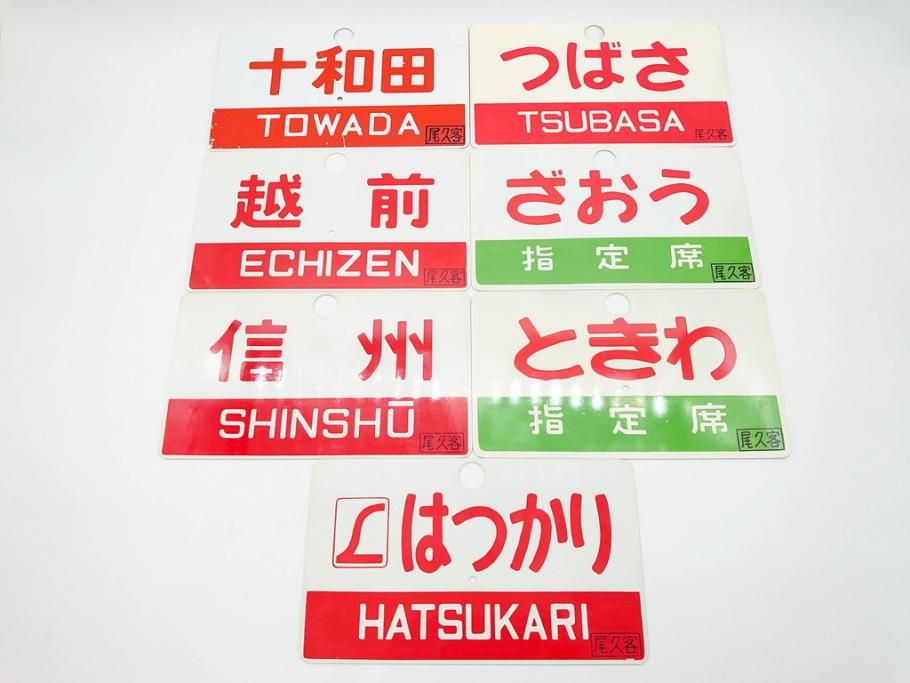 十和田
TOWADA 尾久客
つばさ
TSUBASA 尾久客
越前
ECHIZEN 尾久客
ざおう
指定席 尾久客
信州
SHINSHŪ 尾久客
ときわ
指定席 尾久客
はつかり
HATSUKARI 尾久客